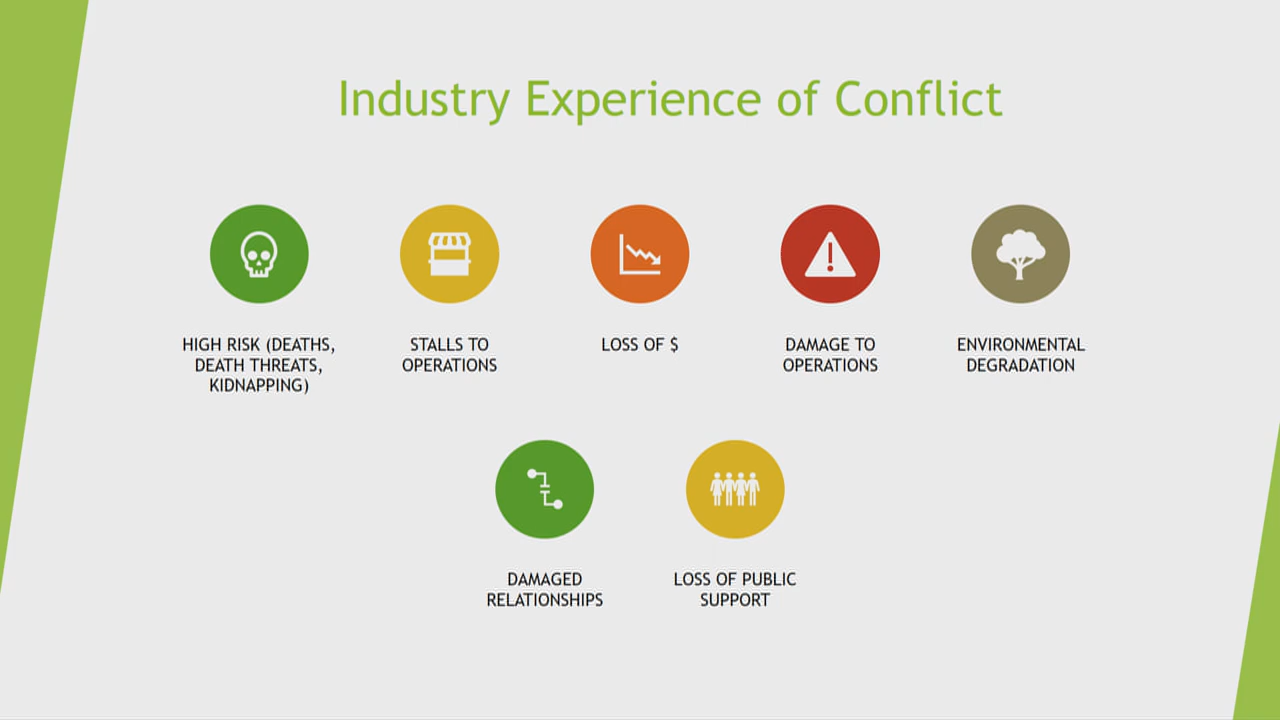 Industry Experience of Conflict
HIGH RISK (DEATHS,
DEATH THREATS,
KIDNAPPING)
STALLS TO
OPERATIONS
LOSS OF $
DAMAGE TO
OPERATIONS
ENVIRONMENTAL
DEGRADATION
DAMAGED
RELATIONSHIPS
LOSS OF PUBLIC
SUPPORT